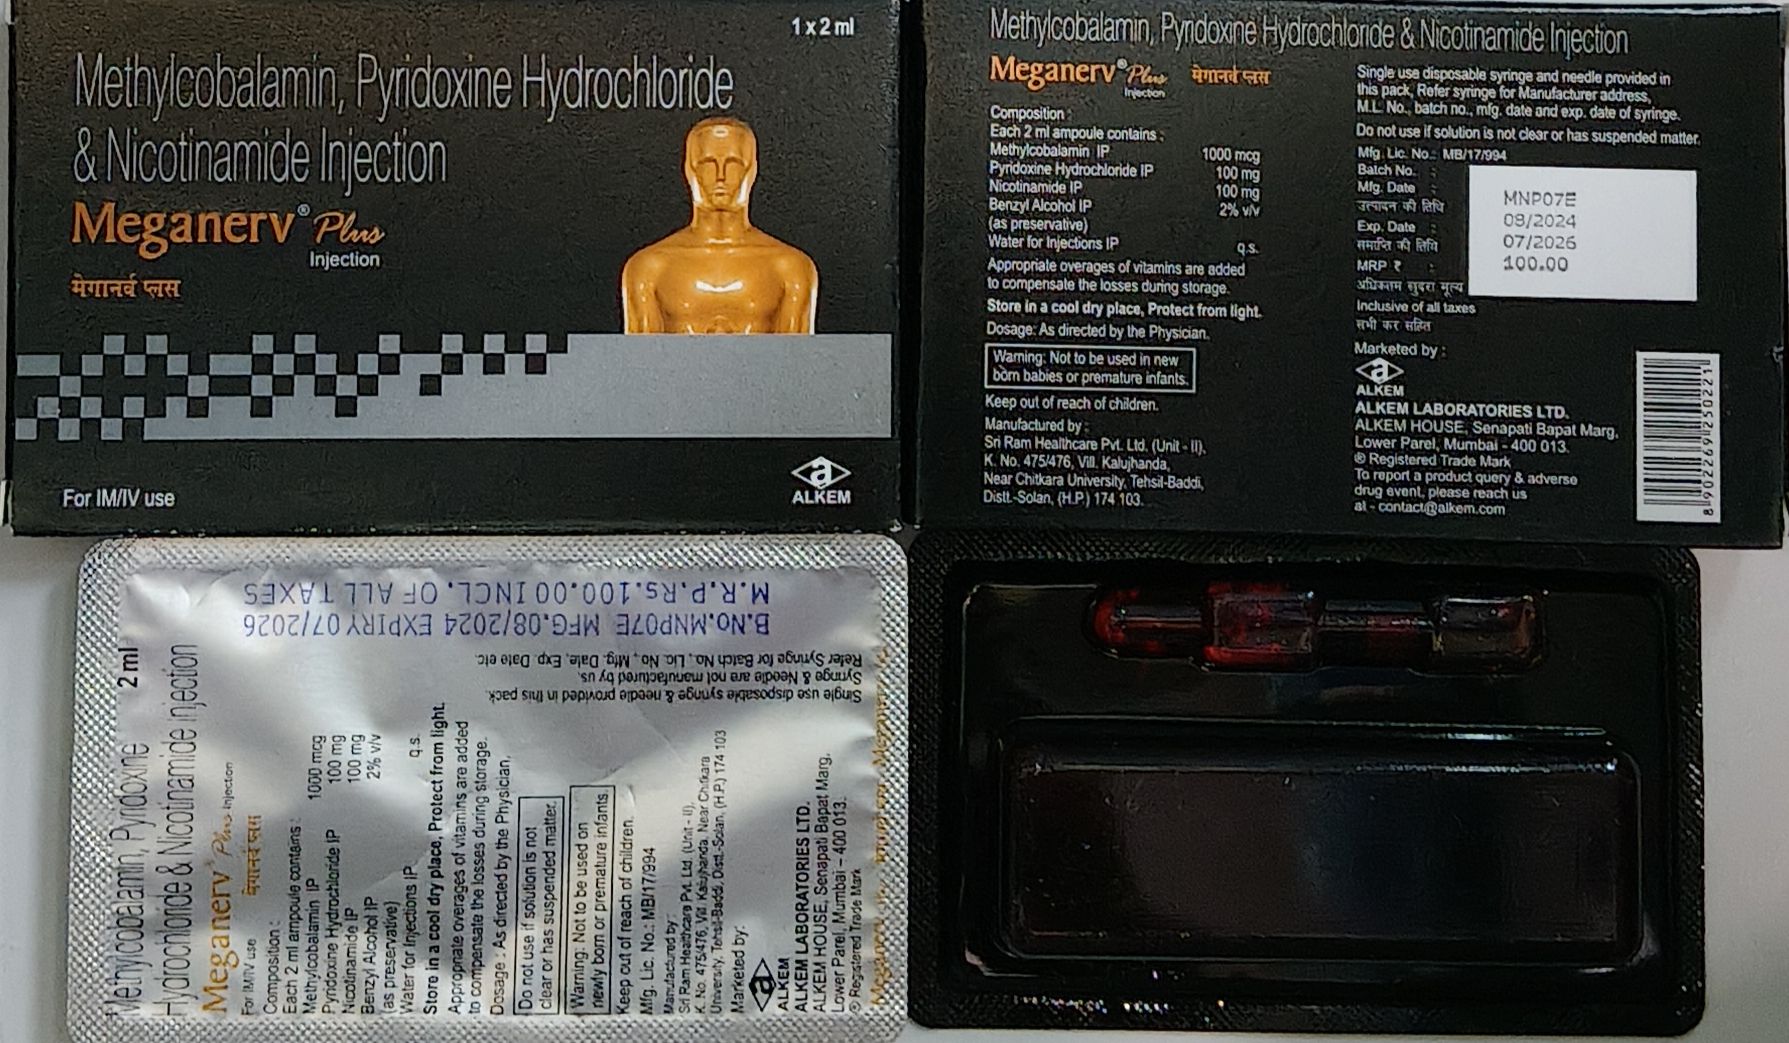 1 x 2 ml
Methylcobalamin, Pyridoxine Hydrochloride
& Nicotinamide Injection
Meganerv® Plus
Injection
मेगानर्व प्लस
For IM/IV use
a
ALKEM
Methylcobalamin, Pyridoxine Hydrochloride & Nicotinamide Injection
Meganerv® Plus मेगानर्व प्लस
Injection
Composition :
Each 2 ml ampoule contains :
Methylcobalamin IP 1000 mcg
Pyridoxine Hydrochloride IP 100 mg
Nicotinamide IP 100 mg
Benzyl Alcohol IP 2% v/v
(as preservative)
Water for Injections IP q.s.
Appropriate overages of vitamins are added
to compensate the losses during storage.
Store in a cool dry place, Protect from light.
Dosage: As directed by the Physician.
Warning: Not to be used in new
born babies or premature infants.
Keep out of reach of children.
Manufactured by :
Sri Ram Healthcare Pvt. Ltd. (Unit - II),
K. No. 475/476, Vill. Kalujhanda,
Near Chitkara University, Tehsil-Baddi,
Distt.-Solan, (H.P.) 174 103.
Single use disposable syringe and needle provided in
this pack, Refer syringe for Manufacturer address,
M.L. No., batch no., mfg. date and exp. date of syringe.
Do not use if solution is not clear or has suspended matter.
Mfg. Lic. No.: MB/17/994
Batch No. : MNP07E
Mfg. Date : 08/2024
उत्पादन की तिथि
Exp. Date : 07/2026
समाप्ति की तिथि
MRP ₹ : 100.00
अधिकतम खुदरा मूल्य
Inclusive of all taxes
सभी कर सहित
Marketed by :
a
ALKEM
ALKEM LABORATORIES LTD.
ALKEM HOUSE, Senapati Bapat Marg,
Lower Parel, Mumbai - 400 013.
® Registered Trade Mark
To report a product query & adverse
drug event, please reach us
at - contact@alkem.com
8 902269 250221
Methylcobalamin, Pyridoxine 2 ml
Hydrochloride & Nicotinamide Injection
Meganerv® Plus Injection
For IM/IV use मेगानर्व प्लस
Composition :
Each 2 ml ampoule contains :
Methylcobalamin IP 1000 mcg
Pyridoxine Hydrochloride IP 100 mg
Nicotinamide IP 100 mg
Benzyl Alcohol IP 2% v/v
(as preservative)
Water for Injections IP q.s.
Store in a cool dry place, Protect from light.
Appropriate overages of vitamins are added
to compensate the losses during storage.
Dosage : As directed by the Physician.
Do not use if solution is not
clear or has suspended matter.
Warning: Not to be used on
newly born or premature infants.
Keep out of reach of children.
Mfg. Lic. No.: MB/17/994
Manufactured by :
Sri Ram Healthcare Pvt. Ltd. (Unit - II),
K. No. 475/476, Vill. Kalujhanda, Near Chitkara
University, Tehsil-Baddi, Distt.-Solan, (H.P.) 174 103
Marketed by:
a
ALKEM
ALKEM LABORATORIES LTD.
ALKEM HOUSE, Senapati Bapat Marg,
Lower Parel, Mumbai – 400 013.
® Registered Trade Mark
Single use disposable syringe & needle provided in this pack.
Syringe & Needle are not manufactured by us.
Refer Syringe for Batch No., Lic. No., Mfg. Date, Exp. Date etc.
B.No.MNP07E MFG.08/2024 EXPIRY 07/2026
M.R.P.Rs.100.00 INCL. OF ALL TAXES